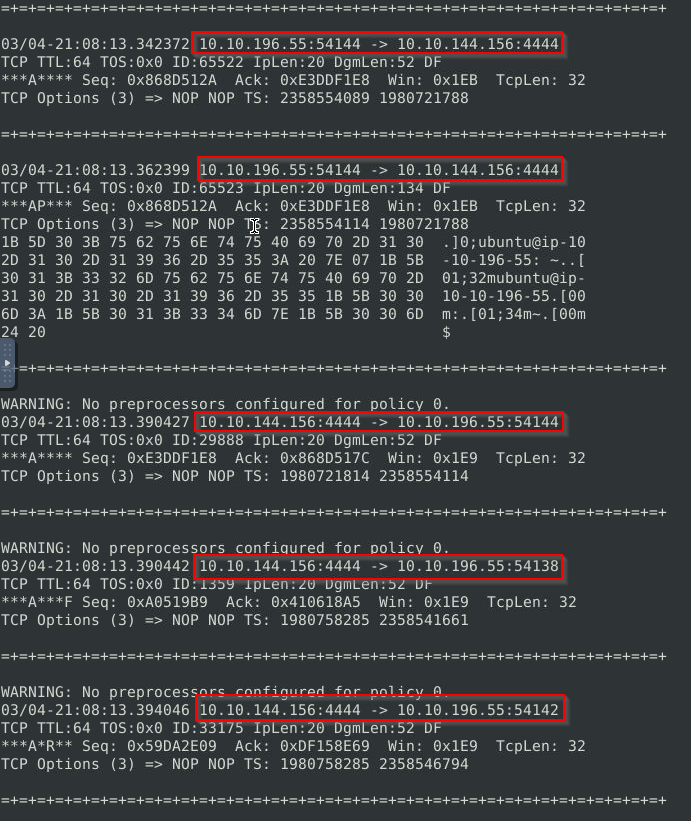 =+=+=+=+=+=+=+=+=+=+=+=+=+=+=+=+=+=+=+=+=+=+=+=+=+=+=+=+=+=+=+=+=+=+=+=+=+
03/04-21:08:13.342372 10.10.196.55:54144 -> 10.10.144.156:4444
TCP TTL:64 TOS:0x0 ID:65522 IpLen:20 DgmLen:52 DF
***A**** Seq: 0x868D512A  Ack: 0xE3DDF1E8  Win: 0x1EB  TcpLen: 32
TCP Options (3) => NOP NOP TS: 2358554089 1980721788
=+=+=+=+=+=+=+=+=+=+=+=+=+=+=+=+=+=+=+=+=+=+=+=+=+=+=+=+=+=+=+=+=+=+=+=+=+
03/04-21:08:13.362399 10.10.196.55:54144 -> 10.10.144.156:4444
TCP TTL:64 TOS:0x0 ID:65523 IpLen:20 DgmLen:134 DF
***AP*** Seq: 0x868D512A  Ack: 0xE3DDF1E8  Win: 0x1EB  TcpLen: 32
TCP Options (3) => NOP NOP TS: 2358554114 1980721788
1B 5D 30 3B 75 62 75 6E 74 75 40 69 70 2D 31 30  .]0;ubuntu@ip-10
2D 31 30 2D 31 39 36 2D 35 35 3A 20 7E 07 1B 5B  -10-196-55: ~..[
30 31 3B 33 32 6D 75 62 75 6E 74 75 40 69 70 2D  01;32mubuntu@ip-
31 30 2D 31 30 2D 31 39 36 2D 35 35 1B 5B 30 30  10-10-196-55.[00
6D 3A 1B 5B 30 31 3B 33 34 6D 7E 1B 5B 30 30 6D  m:.[01;34m~.[00m
24 20                                            $
=+=+=+=+=+=+=+=+=+=+=+=+=+=+=+=+=+=+=+=+=+=+=+=+=+=+=+=+=+=+=+=+=+=+=+=+=+
WARNING: No preprocessors configured for policy 0.
03/04-21:08:13.390427 10.10.144.156:4444 -> 10.10.196.55:54144
TCP TTL:64 TOS:0x0 ID:29888 IpLen:20 DgmLen:52 DF
***A**** Seq: 0xE3DDF1E8  Ack: 0x868D517C  Win: 0x1E9  TcpLen: 32
TCP Options (3) => NOP NOP TS: 1980721814 2358554114
=+=+=+=+=+=+=+=+=+=+=+=+=+=+=+=+=+=+=+=+=+=+=+=+=+=+=+=+=+=+=+=+=+=+=+=+=+
WARNING: No preprocessors configured for policy 0.
03/04-21:08:13.390442 10.10.144.156:4444 -> 10.10.196.55:54138
TCP TTL:64 TOS:0x0 ID:1359 IpLen:20 DgmLen:52 DF
***A***F Seq: 0xA0519B9  Ack: 0x410618A5  Win: 0x1E9  TcpLen: 32
TCP Options (3) => NOP NOP TS: 1980758285 2358541661
=+=+=+=+=+=+=+=+=+=+=+=+=+=+=+=+=+=+=+=+=+=+=+=+=+=+=+=+=+=+=+=+=+=+=+=+=+
WARNING: No preprocessors configured for policy 0.
03/04-21:08:13.394046 10.10.144.156:4444 -> 10.10.196.55:54142
TCP TTL:64 TOS:0x0 ID:33175 IpLen:20 DgmLen:52 DF
***A*R** Seq: 0x59DA2E09  Ack: 0xDF158E69  Win: 0x1E9  TcpLen: 32
TCP Options (3) => NOP NOP TS: 1980758285 2358546794
=+=+=+=+=+=+=+=+=+=+=+=+=+=+=+=+=+=+=+=+=+=+=+=+=+=+=+=+=+=+=+=+=+=+=+=+=+